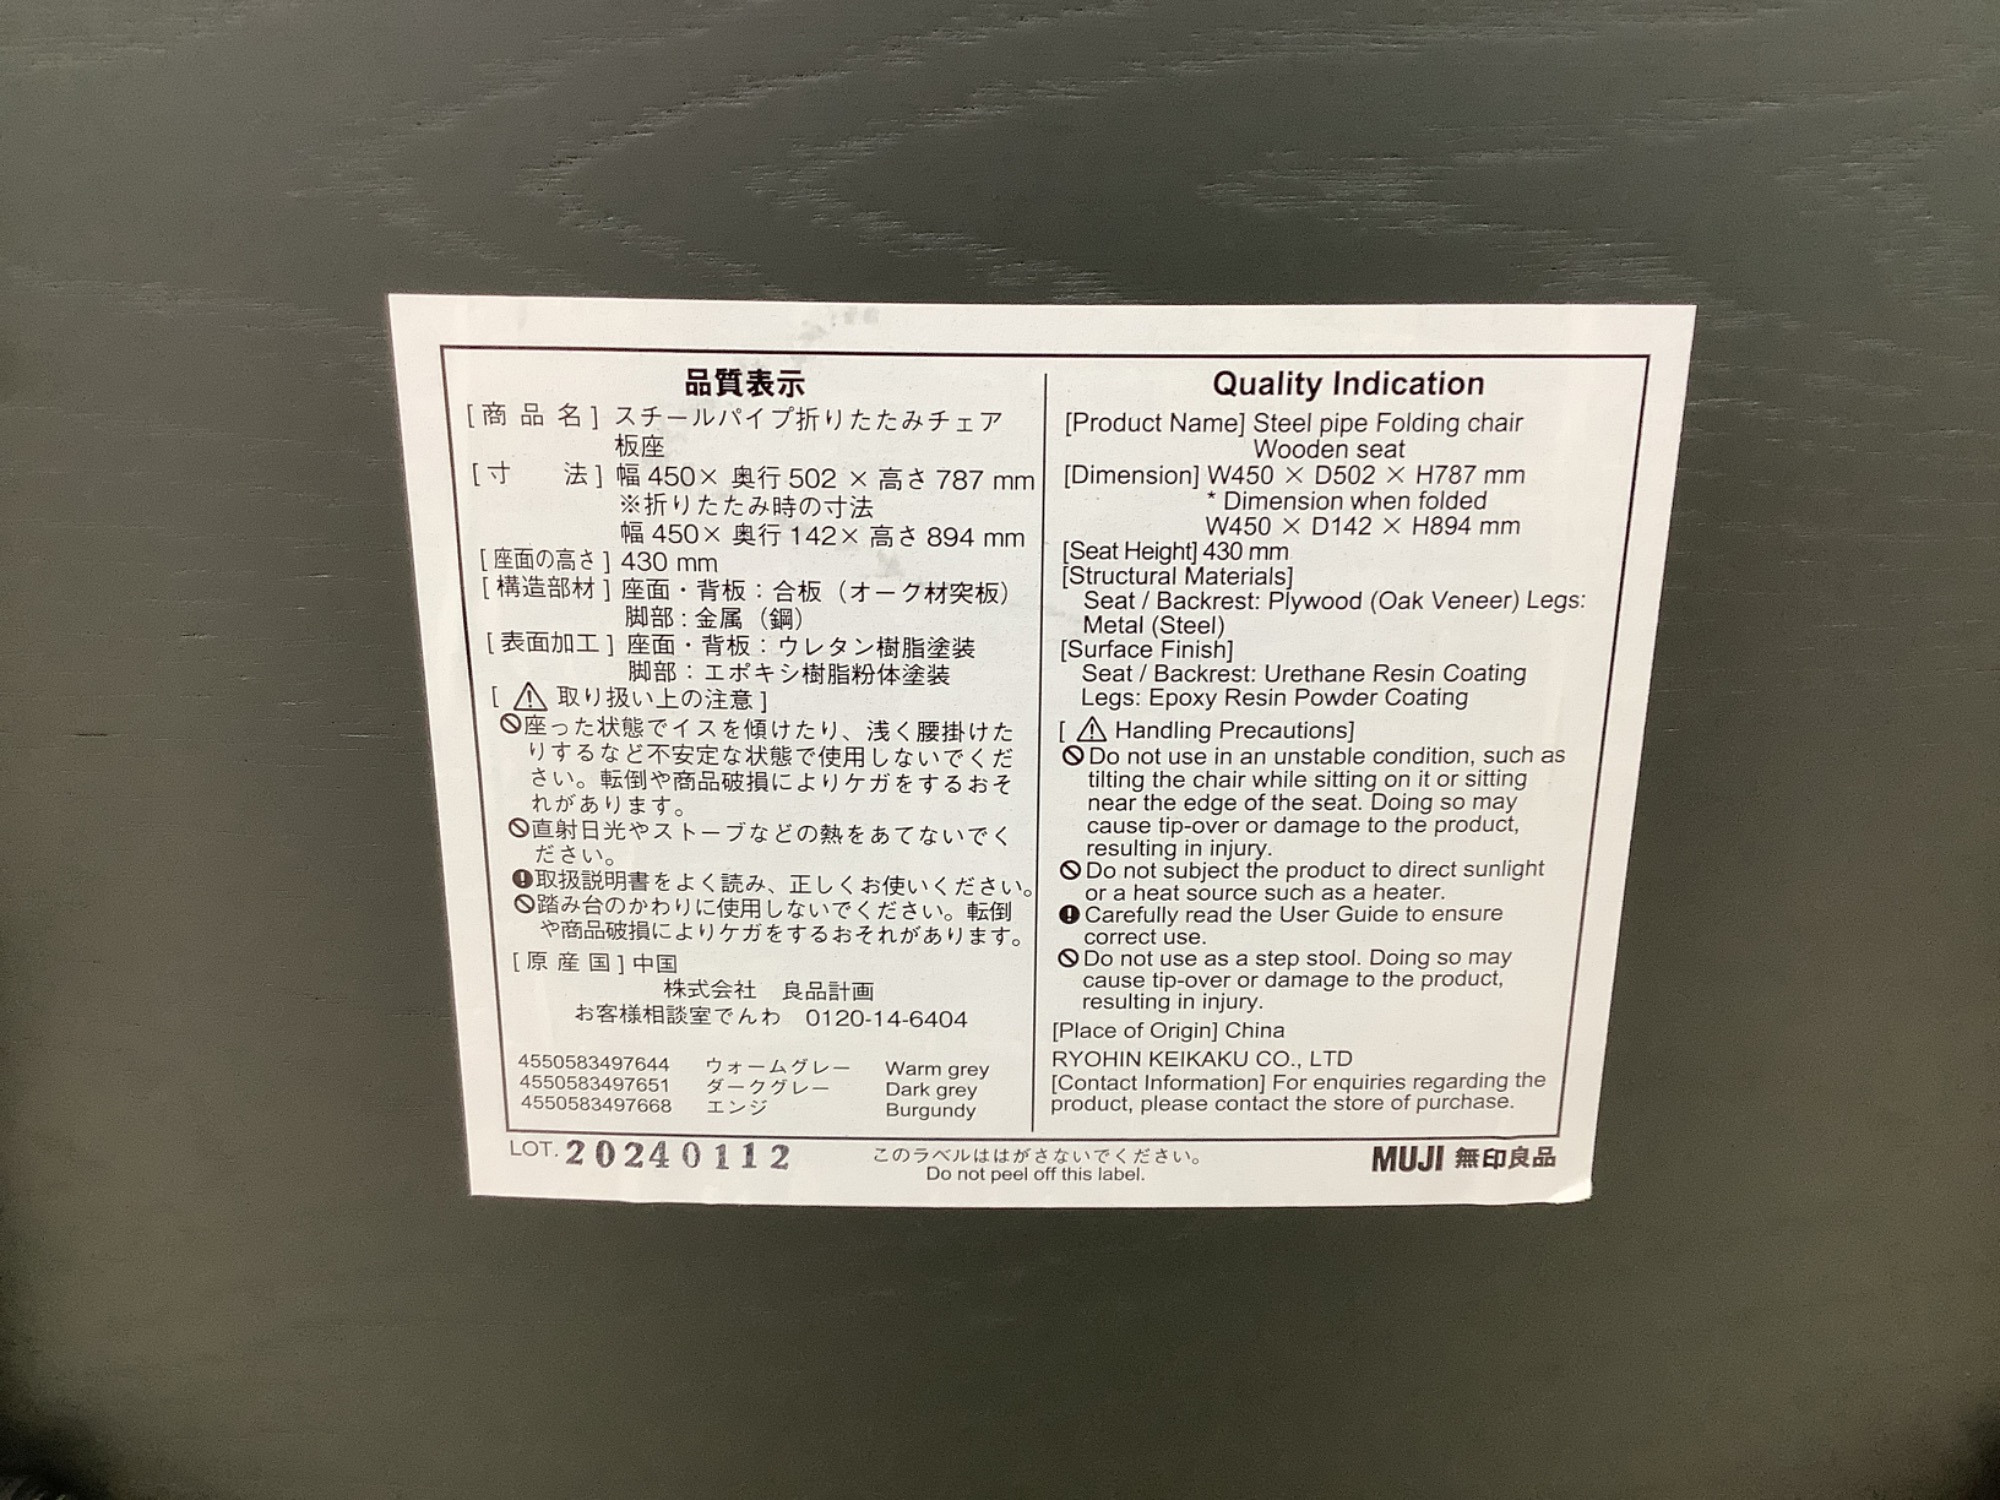 品質表示
[商品名] スチールパイプ折りたたみチェア
板座
[寸 法] 幅 450× 奥行 502 × 高さ 787 mm
※折りたたみ時の寸法
幅 450× 奥行 142× 高さ 894 mm
[座面の高さ] 430 mm
[構造部材] 座面・背板：合板（オーク材突板）
脚部：金属（鋼）
[表面加工] 座面・背板：ウレタン樹脂塗装
脚部：エポキシ樹脂粉体塗装
[ ⚠ 取り扱い上の注意]
🚫座った状態でイスを傾けたり、浅く腰掛けた
りするなど不安定な状態で使用しないでくだ
さい。転倒や商品破損によりケガをするおそ
れがあります。
🚫直射日光やストーブなどの熱をあてないでく
ださい。
❗取扱説明書をよく読み、正しくお使いください。
🚫踏み台のかわりに使用しないでください。転倒
や商品破損によりケガをするおそれがあります。
[原産国] 中国
株式会社 良品計画
お客様相談室でんわ 0120-14-6404
4550583497644 ウォームグレー Warm grey
4550583497651 ダークグレー Dark grey
4550583497668 エンジ Burgundy
Quality Indication
[Product Name] Steel pipe Folding chair
Wooden seat
[Dimension] W450 × D502 × H787 mm
* Dimension when folded
W450 × D142 × H894 mm
[Seat Height] 430 mm
[Structural Materials]
Seat / Backrest: Plywood (Oak Veneer) Legs:
Metal (Steel)
[Surface Finish]
Seat / Backrest: Urethane Resin Coating
Legs: Epoxy Resin Powder Coating
[ ⚠ Handling Precautions]
🚫Do not use in an unstable condition, such as
tilting the chair while sitting on it or sitting
near the edge of the seat. Doing so may
cause tip-over or damage to the product,
resulting in injury.
🚫Do not subject the product to direct sunlight
or a heat source such as a heater.
❗Carefully read the User Guide to ensure
correct use.
🚫Do not use as a step stool. Doing so may
cause tip-over or damage to the product,
resulting in injury.
[Place of Origin] China
RYOHIN KEIKAKU CO., LTD
[Contact Information] For enquiries regarding the
product, please contact the store of purchase.
LOT. 20240112
このラベルははがさないでください。
Do not peel off this label.
MUJI 無印良品